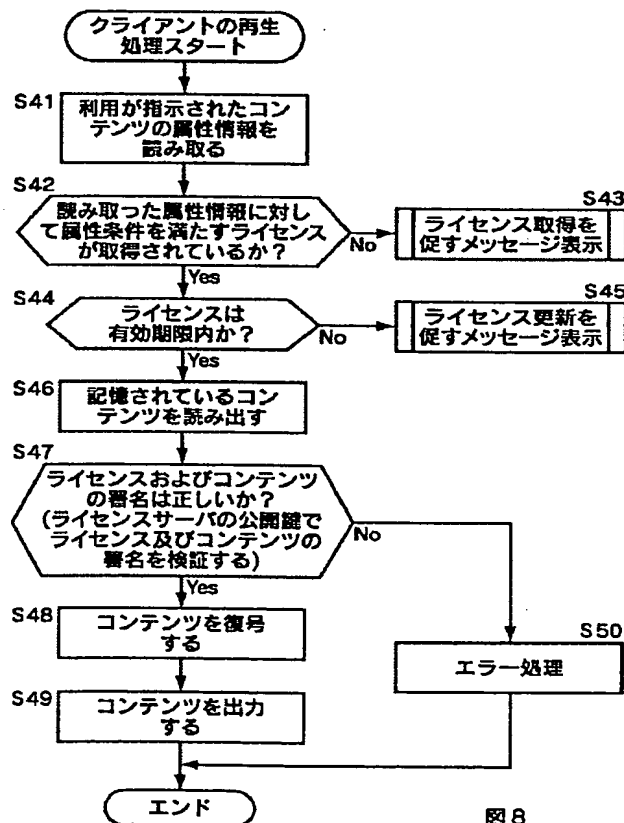 クライアントの再生
処理スタート
S41
利用が指示されたコン
テンツの属性情報を
読み取る
S42
読み取った属性情報に対し
て属性条件を満たすライセンス
が取得されているか?
No
Yes
S43
ライセンス取得を
促すメッセージ表示
S44
ライセンスは
有効期限内か?
No
Yes
S45
ライセンス更新を
促すメッセージ表示
S46
記憶されているコン
テンツを読み出す
S47
ライセンスおよびコンテンツ
の署名は正しいか?
(ライセンスサーバの公開鍵で
ライセンス及びコンテンツの
署名を検証する)
No
Yes
S48
コンテンツを復号
する
S50
エラー処理
S49
コンテンツを出力
する
エンド
図8